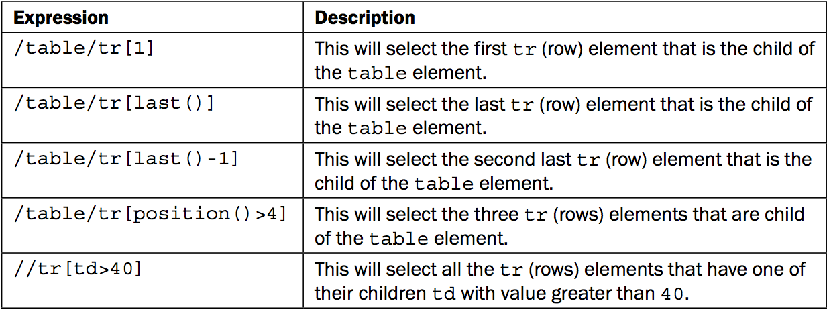 Expression Description
/table/tr[1] This will select the first tr (row) element that is the child of
the table element.
/table/tr[last()] This will select the last tr (row) element that is the child of
the table element.
/table/tr[last()-1] This will select the second last tr (row) element that is the
child of the table element.
/table/tr[position()>4] This will select the three tr (rows) elements that are child
of the table element.
//tr[td>40] This will select all the tr (rows) elements that have one of
their children td with value greater than 40.